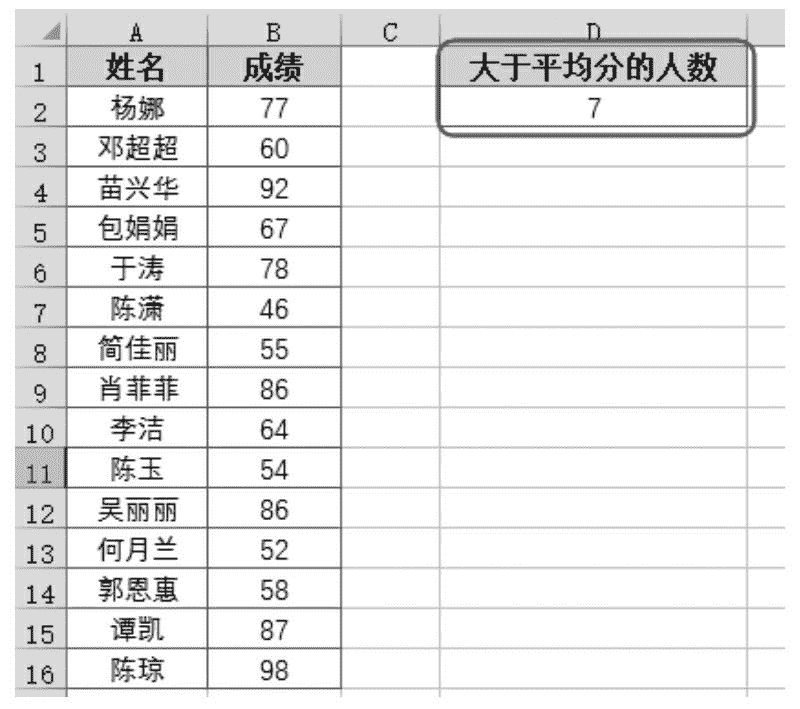 A B C D
1 姓名 成绩 大于平均分的人数
2 杨娜 77 7
3 邓超超 60
4 苗兴华 92
5 包娟娟 67
6 于涛 78
7 陈潇 46
8 简佳丽 55
9 肖菲菲 86
10 李洁 64
11 陈玉 54
12 吴丽丽 86
13 何月兰 52
14 郭恩惠 58
15 谭凯 87
16 陈琼 98